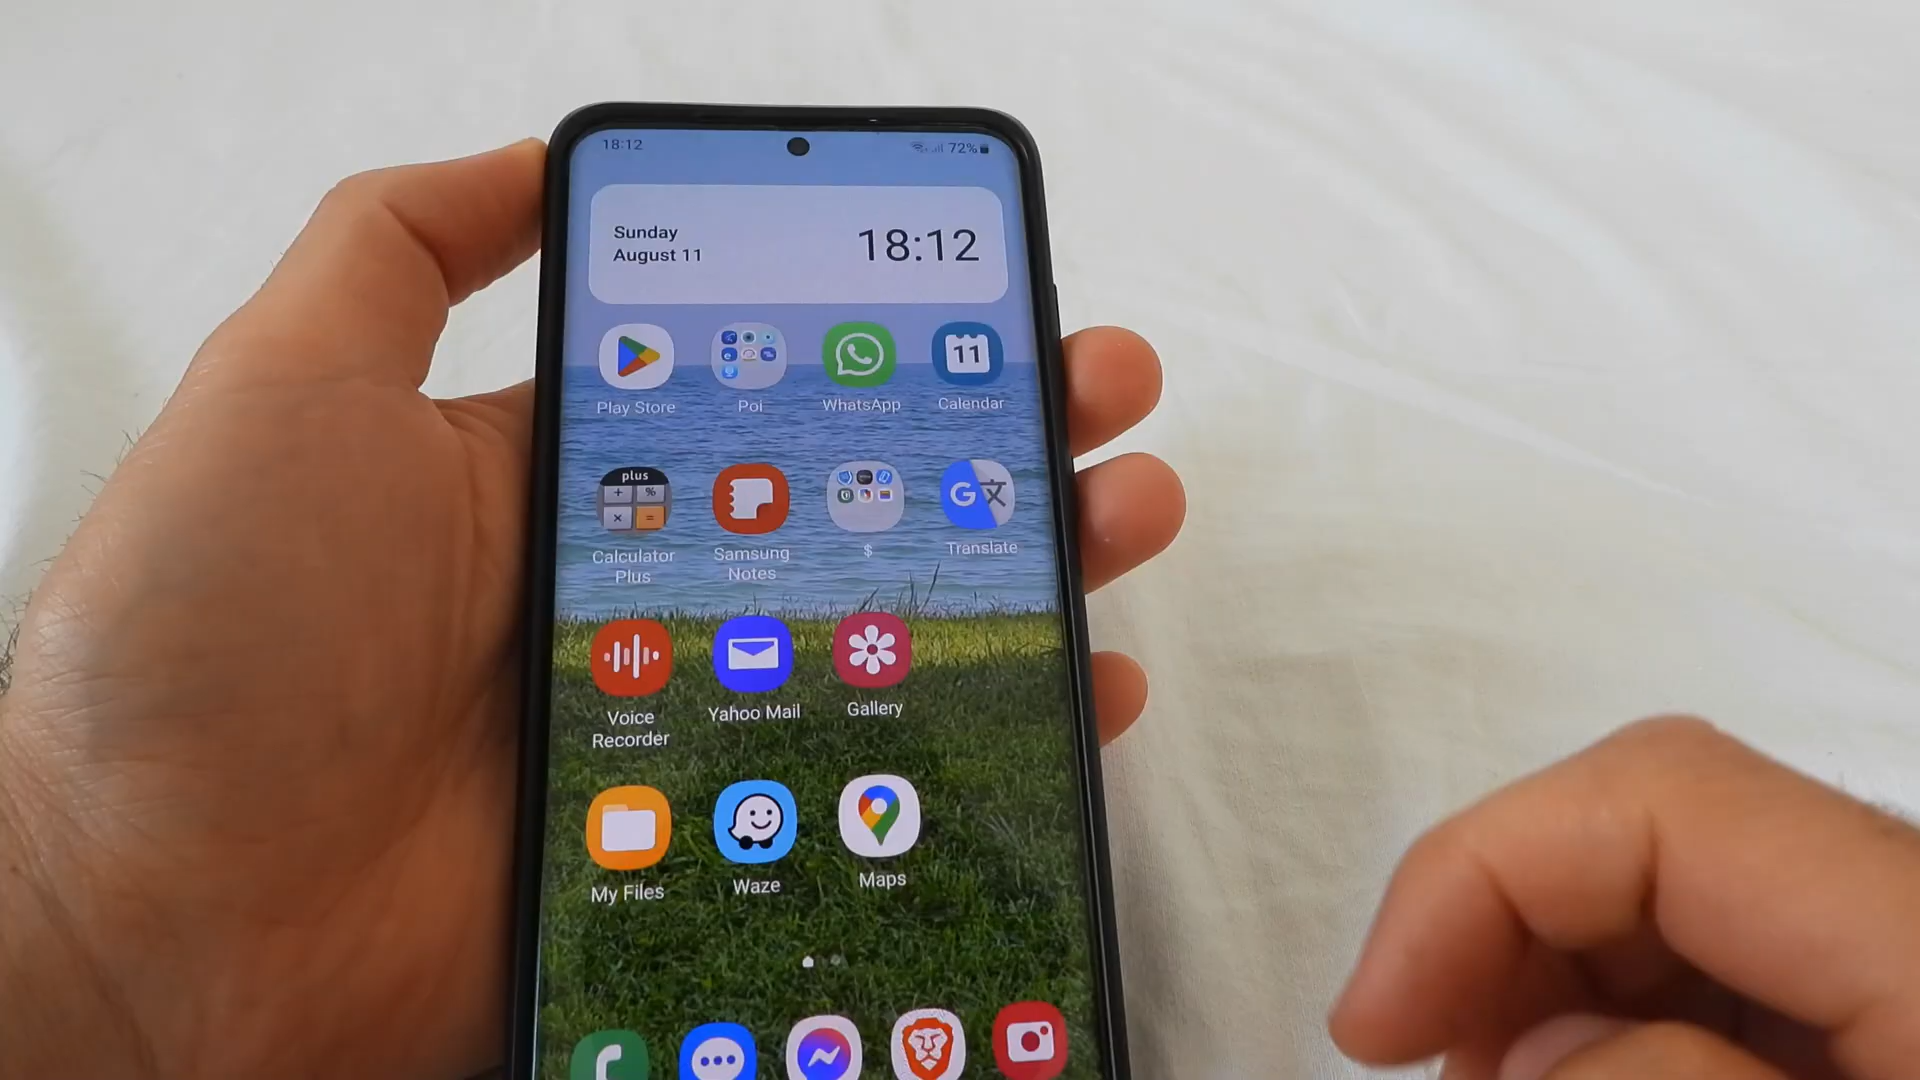 18:12
72%
Sunday
August 11
18:12
11
Play Store
Poi
WhatsApp
Calendar
plus
+ %
× =
G 文
Calculator
Plus
Samsung
Notes
$
Translate
Voice
Recorder
Yahoo Mail
Gallery
My Files
Waze
Maps